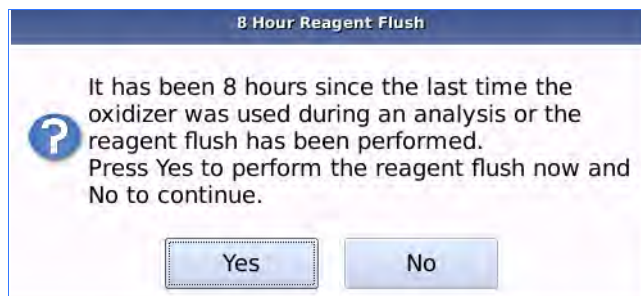 8 Hour Reagent Flush
It has been 8 hours since the last time the
oxidizer was used during an analysis or the
reagent flush has been performed.
Press Yes to perform the reagent flush now and
No to continue.
Yes No